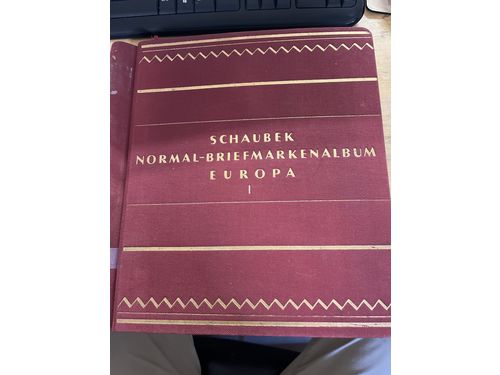 SCHAUBEK
NORMAL-BRIEFMARKENALBUM
EUROPA
I